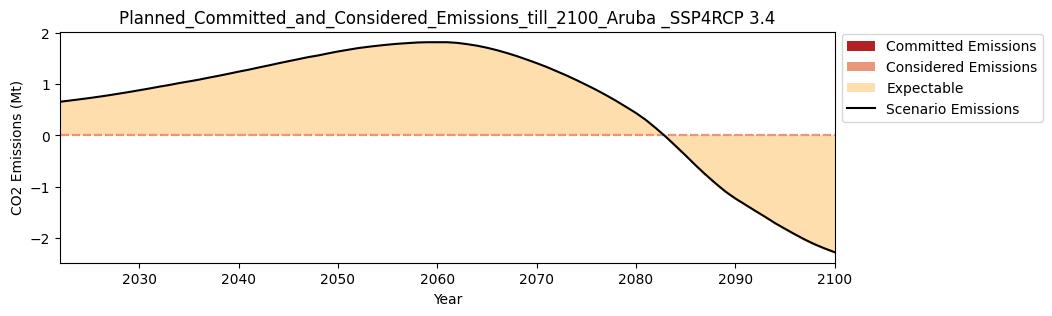 Planned_Committed_and_Considered_Emissions_till_2100_Aruba _SSP4RCP 3.4
CO2 Emissions (Mt)
2
1
0
−1
−2
2030 2040 2050 2060 2070 2080 2090 2100
Year
Committed Emissions
Considered Emissions
Expectable
Scenario Emissions